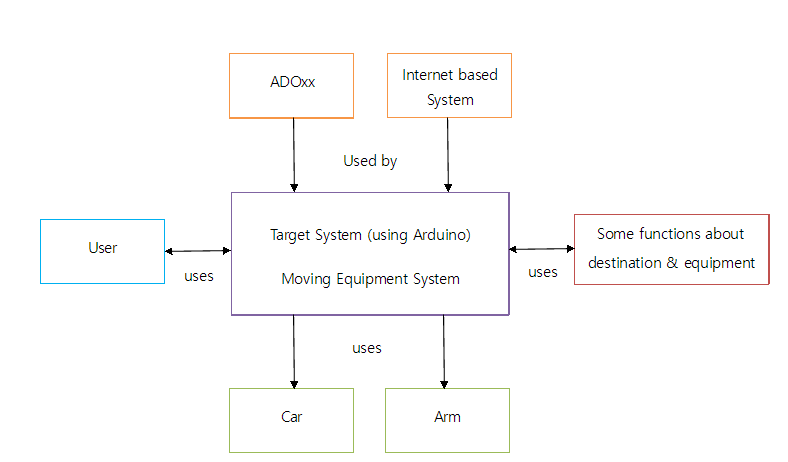 ADOxx
Internet based
System
Used by
User
Target System (using Arduino)
Moving Equipment System
Some functions about
destination & equipment
uses
uses
uses
Car
Arm